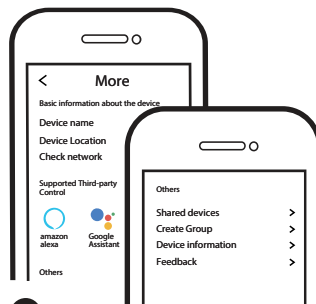 More
Basic information about the device
Device name
Device Location
Check network
Supported Third-party
Control
amazon
alexa
Google
Assistant
Others
Others
Shared devices
Create Group
Device information
Feedback